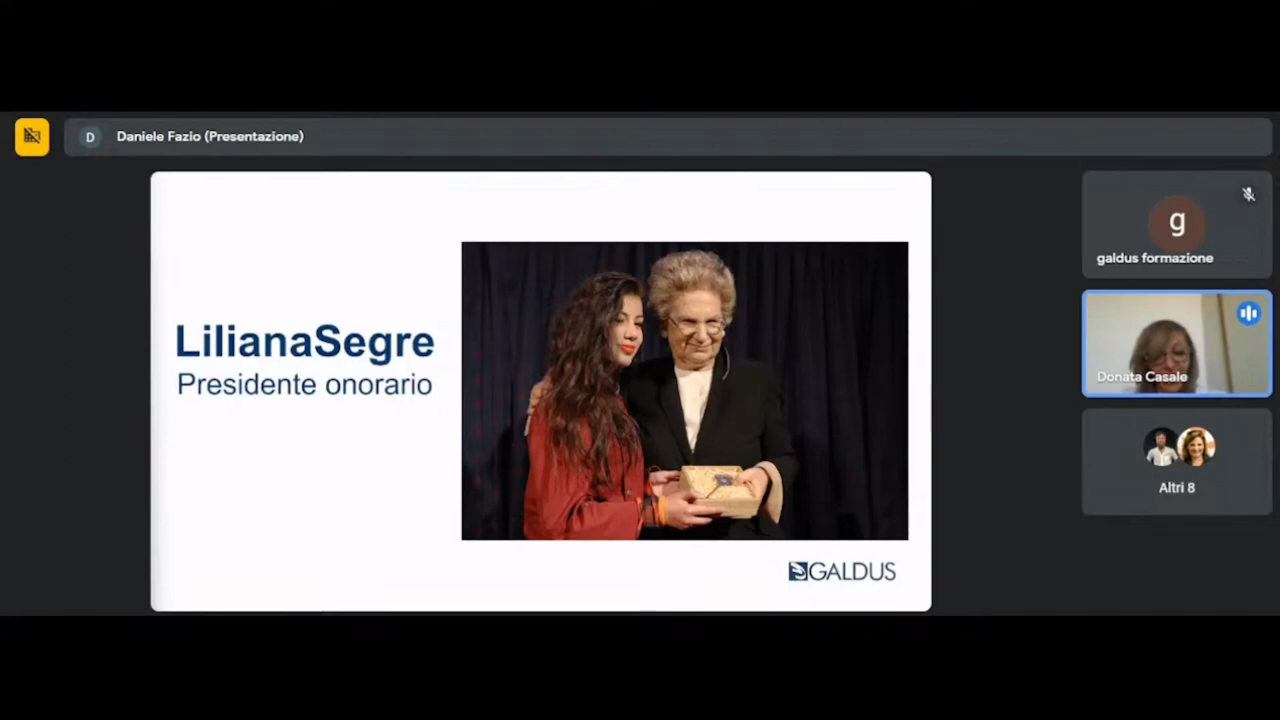 D
Daniele Fazio (Presentazione)
LilianaSegre
Presidente onorario
GALDUS
g
galdus formazione
Donata Casale
Altri 8